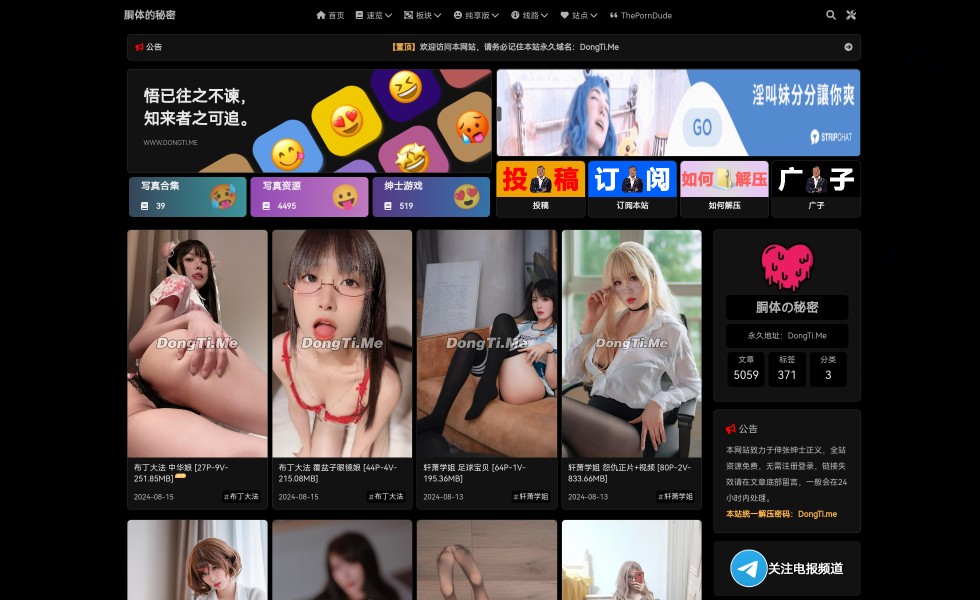 胴体的秘密
首页 速览 板块 纯享版 线路 站点 ThePornDude
公告
【置顶】欢迎访问本网站，请务必记住本站永久域名：DongTi.Me
悟已往之不谏，
知来者之可追。
WWW.DONGTI.ME
淫叫妹分分讓你爽
GO
STRIPCHAT
写真合集
39
写真资源
4495
绅士游戏
519
投稿
投稿
订阅
订阅本站
如何解压
如何解压
广子
广子
DongTi.Me
布丁大法 中华娘 [27P-9V-
251.85MB]
2024-08-15
#布丁大法
DongTi.Me
布丁大法 覆盆子眼镜娘 [44P-4V-
215.08MB]
2024-08-15
#布丁大法
DongTi.Me
轩萧学姐 足球宝贝 [64P-1V-
195.36MB]
2024-08-13
#轩萧学姐
DongTi.Me
轩萧学姐 怨仇正片+视频 [80P-2V-
833.66MB]
2024-08-13
#轩萧学姐
胴体の秘密
永久地址：DongTi.Me
文章 标签 分类
5059 371 3
公告
本网站致力于伸张绅士正义，全站
资源免费，无需注册登录，链接失
效请在文章底部留言，一般会在24
小时内处理。
本站统一解压密码：DongTi.me
关注电报频道